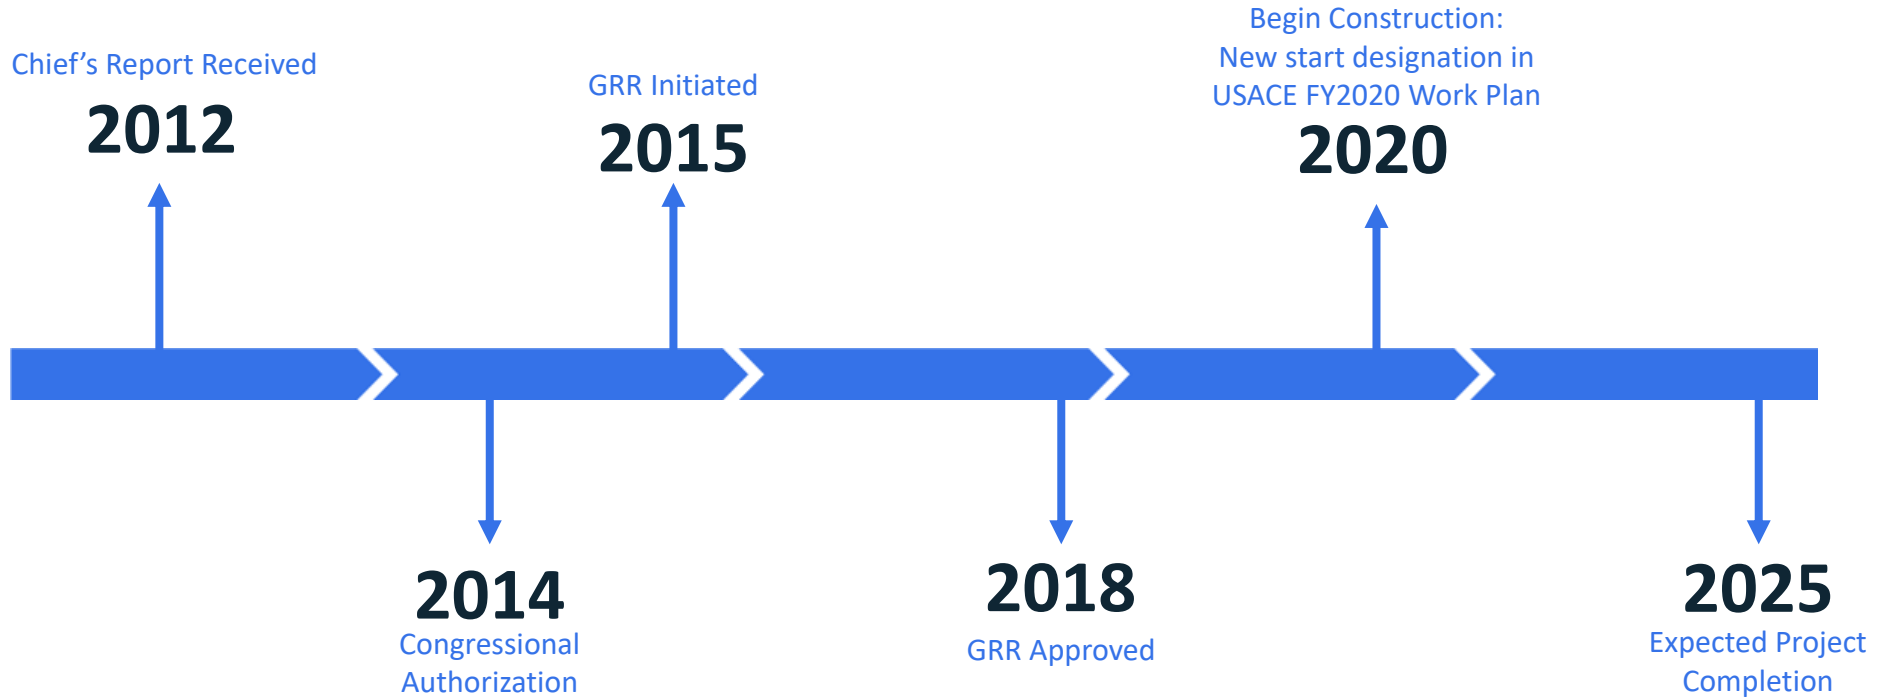 Chief’s Report Received
2012
GRR Initiated
2015
Begin Construction:
New start designation in
USACE FY2020 Work Plan
2020
2014
Congressional
Authorization
2018
GRR Approved
2025
Expected Project
Completion